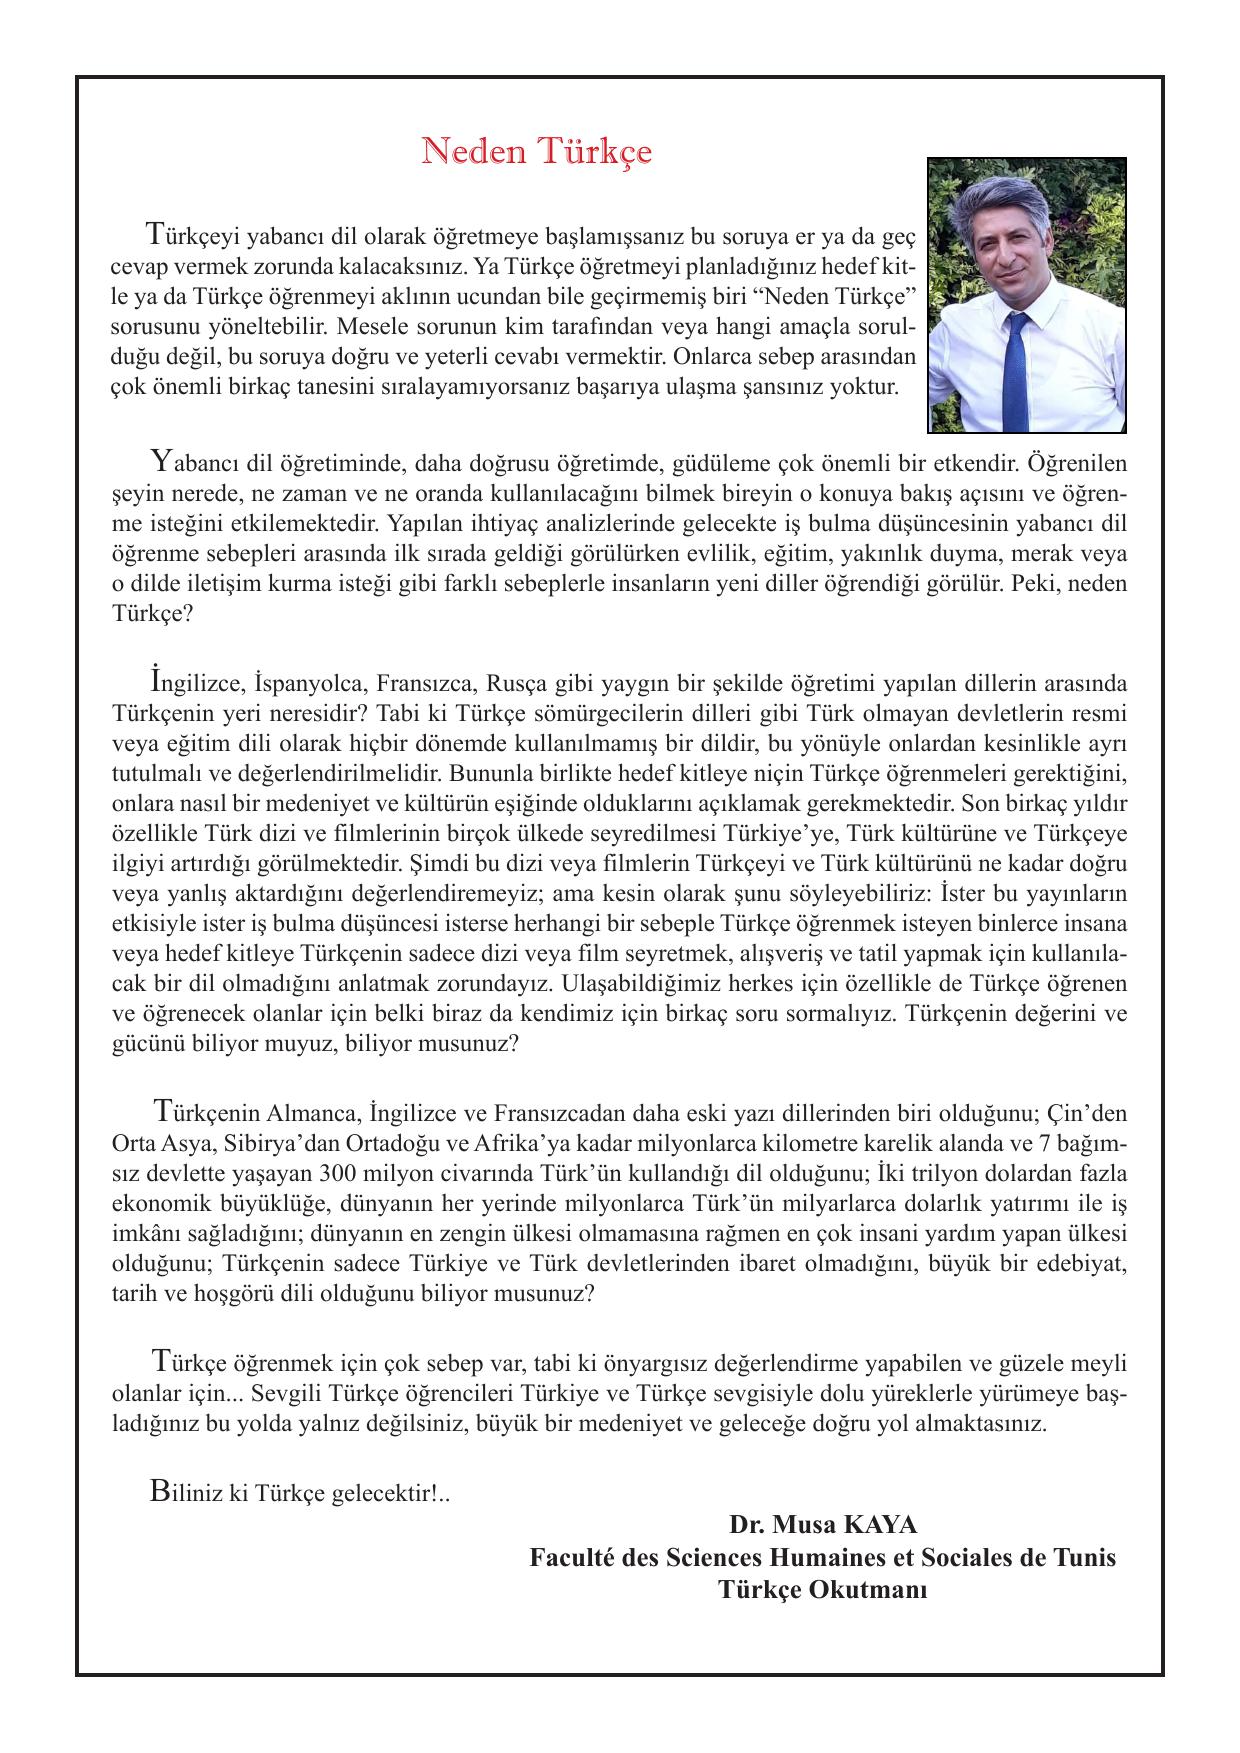 Neden Türkçe
Türkçeyi yabancı dil olarak öğretmeye başlamışsanız bu soruya er ya da geç
cevap vermek zorunda kalacaksınız. Ya Türkçe öğretmeyi planladığınız hedef kit-
le ya da Türkçe öğrenmeyi aklının ucundan bile geçirmemiş biri “Neden Türkçe”
sorusunu yöneltebilir. Mesele sorunun kim tarafından veya hangi amaçla sorul-
duğu değil, bu soruya doğru ve yeterli cevabı vermektir. Onlarca sebep arasından
çok önemli birkaç tanesini sıralayamıyorsanız başarıya ulaşma şansınız yoktur.
Yabancı dil öğretiminde, daha doğrusu öğretimde, güdüleme çok önemli bir etkendir. Öğrenilen
şeyin nerede, ne zaman ve ne oranda kullanılacağını bilmek bireyin o konuya bakış açısını ve öğren-
me isteğini etkilemektedir. Yapılan ihtiyaç analizlerinde gelecekte iş bulma düşüncesinin yabancı dil
öğrenme sebepleri arasında ilk sırada geldiği görülürken evlilik, eğitim, yakınlık duyma, merak veya
o dilde iletişim kurma isteği gibi farklı sebeplerle insanların yeni diller öğrendiği görülür. Peki, neden
Türkçe?
İngilizce, İspanyolca, Fransızca, Rusça gibi yaygın bir şekilde öğretimi yapılan dillerin arasında
Türkçenin yeri neresidir? Tabi ki Türkçe sömürgecilerin dilleri gibi Türk olmayan devletlerin resmi
veya eğitim dili olarak hiçbir dönemde kullanılmamış bir dildir, bu yönüyle onlardan kesinlikle ayrı
tutulmalı ve değerlendirilmelidir. Bununla birlikte hedef kitleye niçin Türkçe öğrenmeleri gerektiğini,
onlara nasıl bir medeniyet ve kültürün eşiğinde olduklarını açıklamak gerekmektedir. Son birkaç yıldır
özellikle Türk dizi ve filmlerinin birçok ülkede seyredilmesi Türkiye’ye, Türk kültürüne ve Türkçeye
ilgiyi artırdığı görülmektedir. Şimdi bu dizi veya filmlerin Türkçeyi ve Türk kültürünü ne kadar doğru
veya yanlış aktardığını değerlendiremeyiz; ama kesin olarak şunu söyleyebiliriz: İster bu yayınların
etkisiyle ister iş bulma düşüncesi isterse herhangi bir sebeple Türkçe öğrenmek isteyen binlerce insana
veya hedef kitleye Türkçenin sadece dizi veya film seyretmek, alışveriş ve tatil yapmak için kullanıla-
cak bir dil olmadığını anlatmak zorundayız. Ulaşabildiğimiz herkes için özellikle de Türkçe öğrenen
ve öğrenecek olanlar için belki biraz da kendimiz için birkaç soru sormalıyız. Türkçenin değerini ve
gücünü biliyor muyuz, biliyor musunuz?
Türkçenin Almanca, İngilizce ve Fransızcadan daha eski yazı dillerinden biri olduğunu; Çin’den
Orta Asya, Sibirya’dan Ortadoğu ve Afrika’ya kadar milyonlarca kilometre karelik alanda ve 7 bağım-
sız devlette yaşayan 300 milyon civarında Türk’ün kullandığı dil olduğunu; İki trilyon dolardan fazla
ekonomik büyüklüğe, dünyanın her yerinde milyonlarca Türk’ün milyarlarca dolarlık yatırımı ile iş
imkânı sağladığını; dünyanın en zengin ülkesi olmamasına rağmen en çok insani yardım yapan ülkesi
olduğunu; Türkçenin sadece Türkiye ve Türk devletlerinden ibaret olmadığını, büyük bir edebiyat,
tarih ve hoşgörü dili olduğunu biliyor musunuz?
Türkçe öğrenmek için çok sebep var, tabi ki önyargısız değerlendirme yapabilen ve güzele meyli
olanlar için... Sevgili Türkçe öğrencileri Türkiye ve Türkçe sevgisiyle dolu yüreklerle yürümeye baş-
ladığınız bu yolda yalnız değilsiniz, büyük bir medeniyet ve geleceğe doğru yol almaktasınız.
Biliniz ki Türkçe gelecektir!..
Dr. Musa KAYA
Faculté des Sciences Humaines et Sociales de Tunis
Türkçe Okutmanı